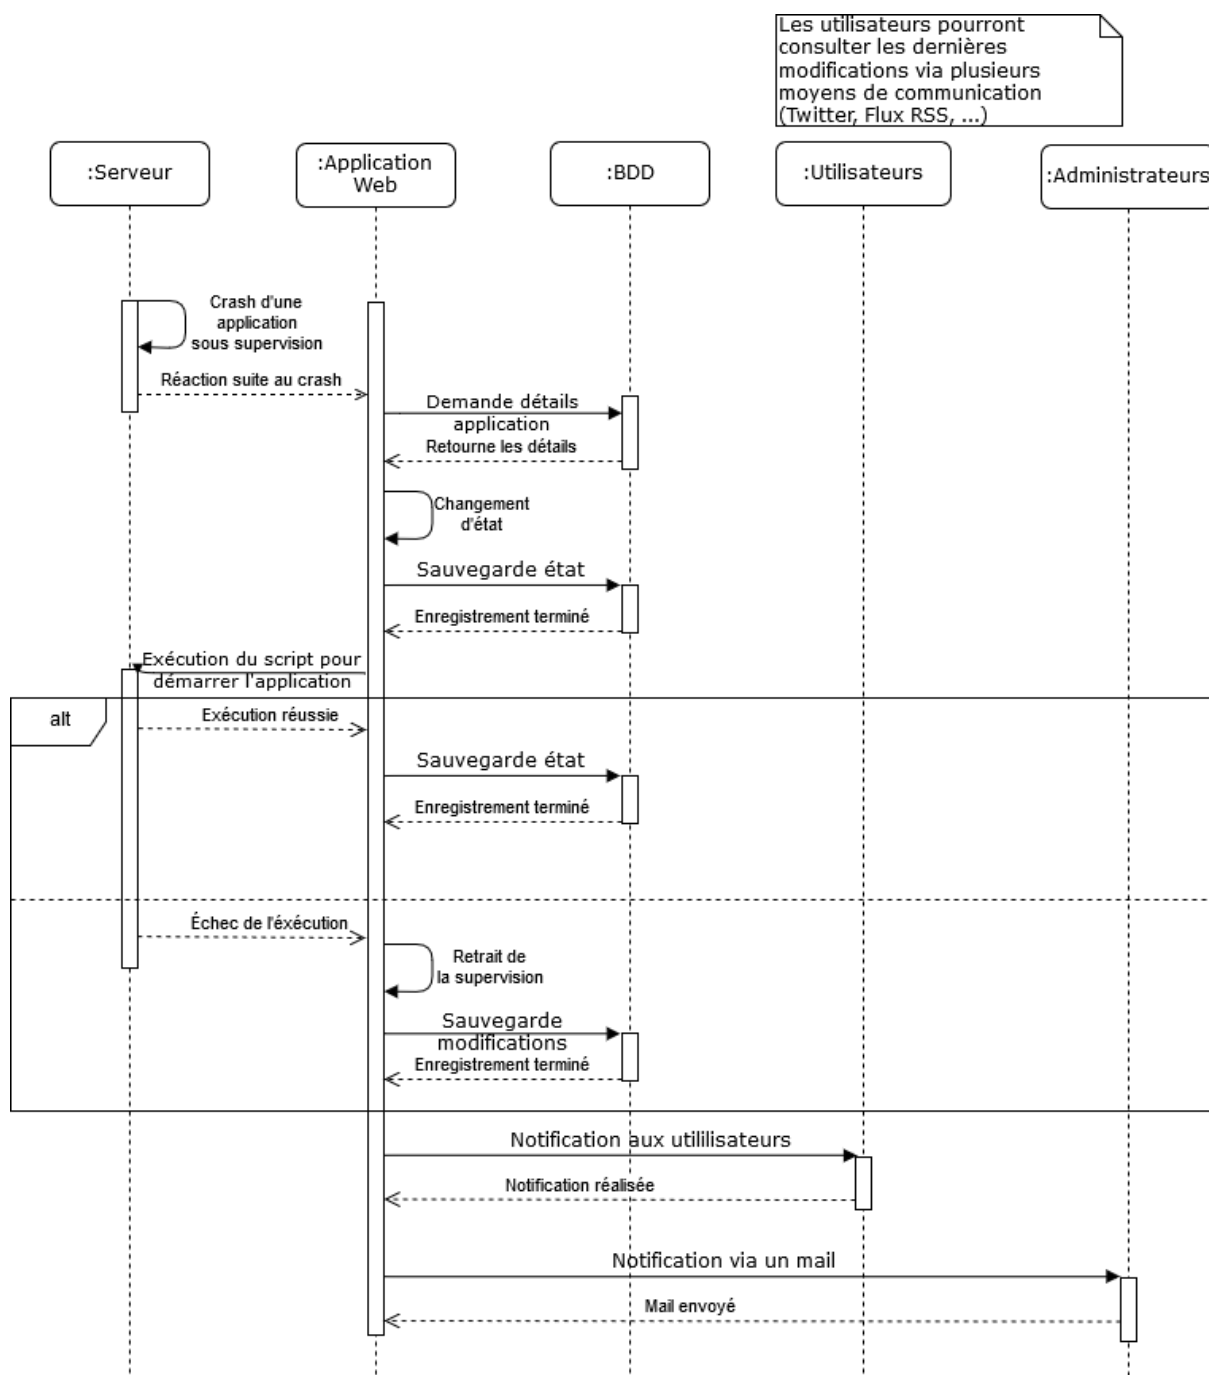 Les utilisateurs pourront
consulter les dernières
modifications via plusieurs
moyens de communication
(Twitter, Flux RSS, ...)
:Serveur
:Application
Web
:BDD
:Utilisateurs
:Administrateurs
Crash d'une
application
sous supervision
Réaction suite au crash
Demande détails
application
Retourne les détails
Changement
d'état
Sauvegarde état
Enregistrement terminé
Exécution du script pour
démarrer l'application
alt
Exécution réussie
Sauvegarde état
Enregistrement terminé
Échec de l'éxécution
Retrait de
la supervision
Sauvegarde
modifications
Enregistrement terminé
Notification aux utililisateurs
Notification réalisée
Notification via un mail
Mail envoyé